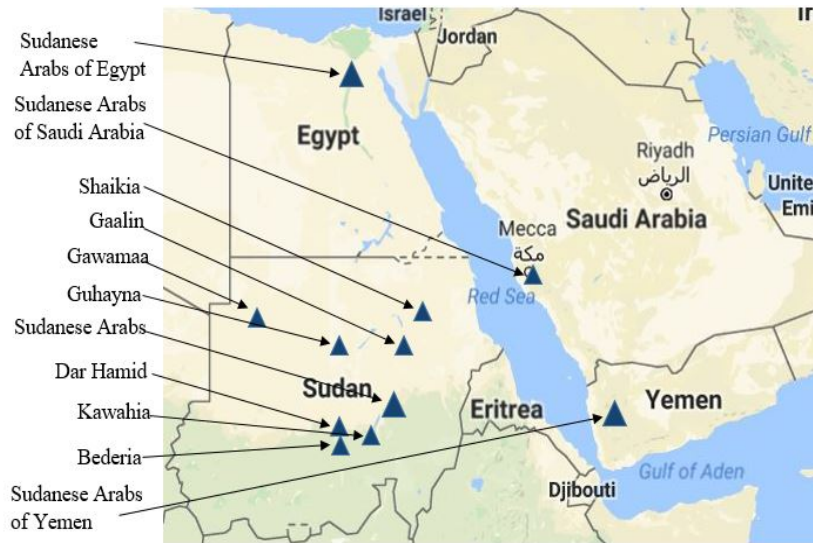 Sudanese
Arabs of Egypt
Sudanese Arabs
of Saudi Arabia
Shaikia
Gaalin
Gawamaa
Guhayna
Sudanese Arabs
Dar Hamid
Kawahia
Bederia
Sudanese Arabs
of Yemen
Israel
Jordan
Ir
Egypt
Persian Gulf
Riyadh
الرياض
United
Emi
Saudi Arabia
Mecca
مكة
Red Sea
Sudan
Eritrea
Yemen
Gulf of Aden
Djibouti